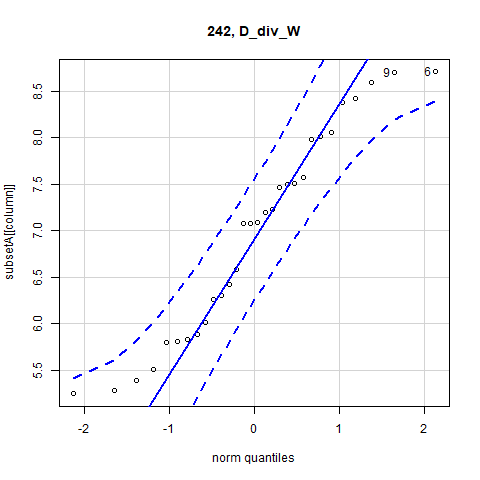 242, D_div_W
9
6
8.5
8.0
7.5
7.0
6.5
6.0
5.5
subsetA[[column]]
-2 -1 0 1 2
norm quantiles